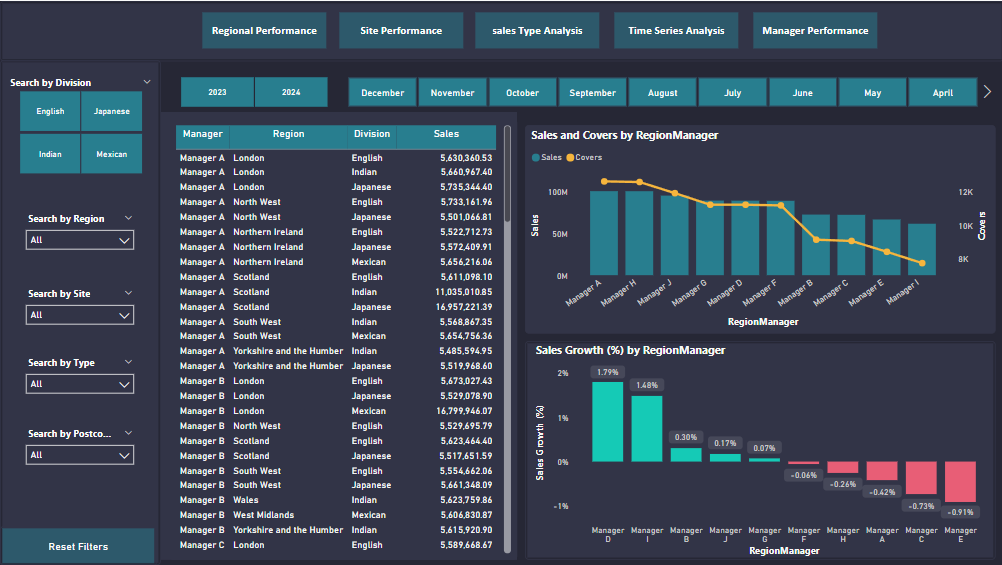 Regional Performance
Site Performance
sales Type Analysis
Time Series Analysis
Manager Performance
Search by Division
English
Japanese
Indian
Mexican
Search by Region
All
Search by Site
All
Search by Type
All
Search by Postco...
All
Reset Filters
2023
2024
December
November
October
September
August
July
June
May
April
Manager Region Division Sales
Manager A London English 5,630,360.53
Manager A London Indian 5,660,967.40
Manager A London Japanese 5,735,344.40
Manager A North West English 5,733,161.96
Manager A North West Japanese 5,501,066.81
Manager A Northern Ireland English 5,522,712.73
Manager A Northern Ireland Japanese 5,572,409.91
Manager A Northern Ireland Mexican 5,656,216.06
Manager A Scotland English 5,611,098.10
Manager A Scotland Indian 11,035,010.85
Manager A Scotland Japanese 16,957,221.39
Manager A South West Indian 5,568,867.35
Manager A South West Mexican 5,654,756.36
Manager A Yorkshire and the Humber Indian 5,485,594.95
Manager A Yorkshire and the Humber Japanese 5,519,968.60
Manager B London English 5,673,027.43
Manager B London Japanese 5,529,078.90
Manager B London Mexican 16,799,946.07
Manager B North West English 5,529,695.79
Manager B Scotland English 5,623,464.40
Manager B Scotland Japanese 5,517,651.59
Manager B South West English 5,554,662.06
Manager B South West Japanese 5,661,348.09
Manager B Wales Indian 5,623,759.86
Manager B West Midlands Mexican 5,606,830.87
Manager B Yorkshire and the Humber Indian 5,615,920.90
Manager C London English 5,589,668.67
Sales and Covers by RegionManager
Sales Covers
100M
50M
0M
Sales
12K
10K
8K
Covers
Manager A
Manager H
Manager J
Manager G
Manager D
Manager F
Manager B
Manager C
Manager E
Manager I
RegionManager
Sales Growth (%) by RegionManager
2%
1%
0%
-1%
Sales Growth (%)
1.79%
1.48%
0.30%
0.17%
0.07%
-0.06%
-0.26%
-0.42%
-0.73%
-0.91%
Manager D
Manager I
Manager B
Manager J
Manager G
Manager F
Manager H
Manager A
Manager C
Manager E
RegionManager